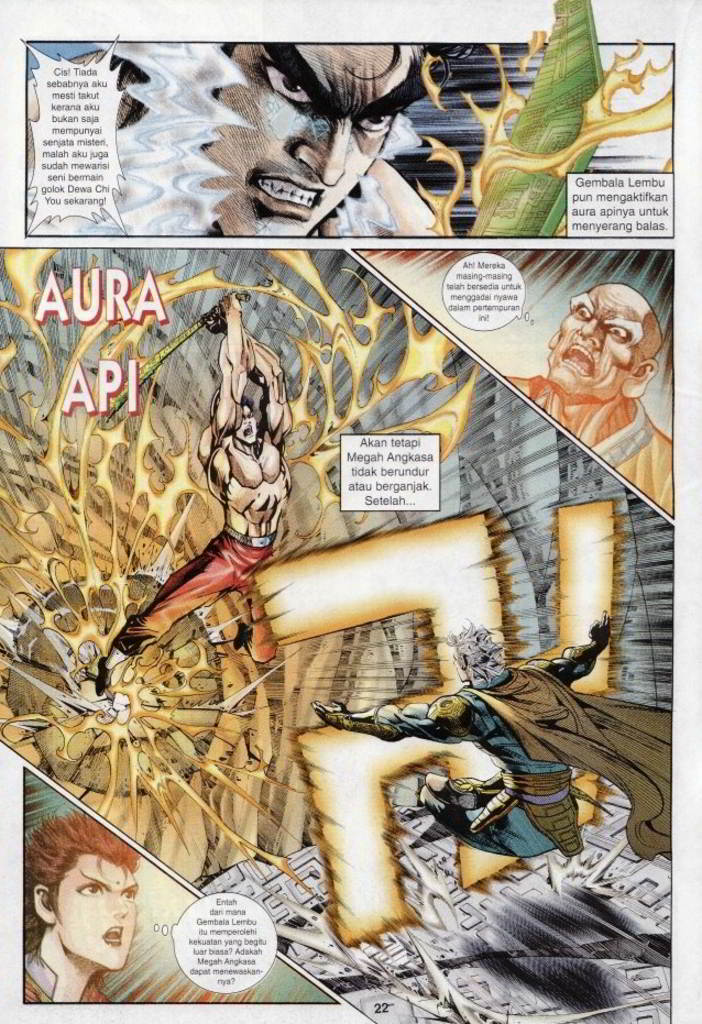 Cis! Tiada
sebabnya aku
mesti takut
kerana aku
bukan saja
mempunyai
senjata misteri,
malah aku juga
sudah mewarisi
seni bermain
golok Dewa Chi
You sekarang!
Gembala Lembu
pun mengaktifkan
aura apinya untuk
menyerang balas.
AURA
API
Ah! Mereka
masing-masing
telah bersedia untuk
menggadai nyawa
dalam pertempuran
ini!
Akan tetapi
Megah Angkasa
tidak berundur
atau berganjak.
Setelah...
Entah
dari mana
Gembala Lembu
itu memperolehi
kekuatan yang begitu
luar biasa? Adakah
Megah Angkasa
dapat menewaskan-
nya?
22